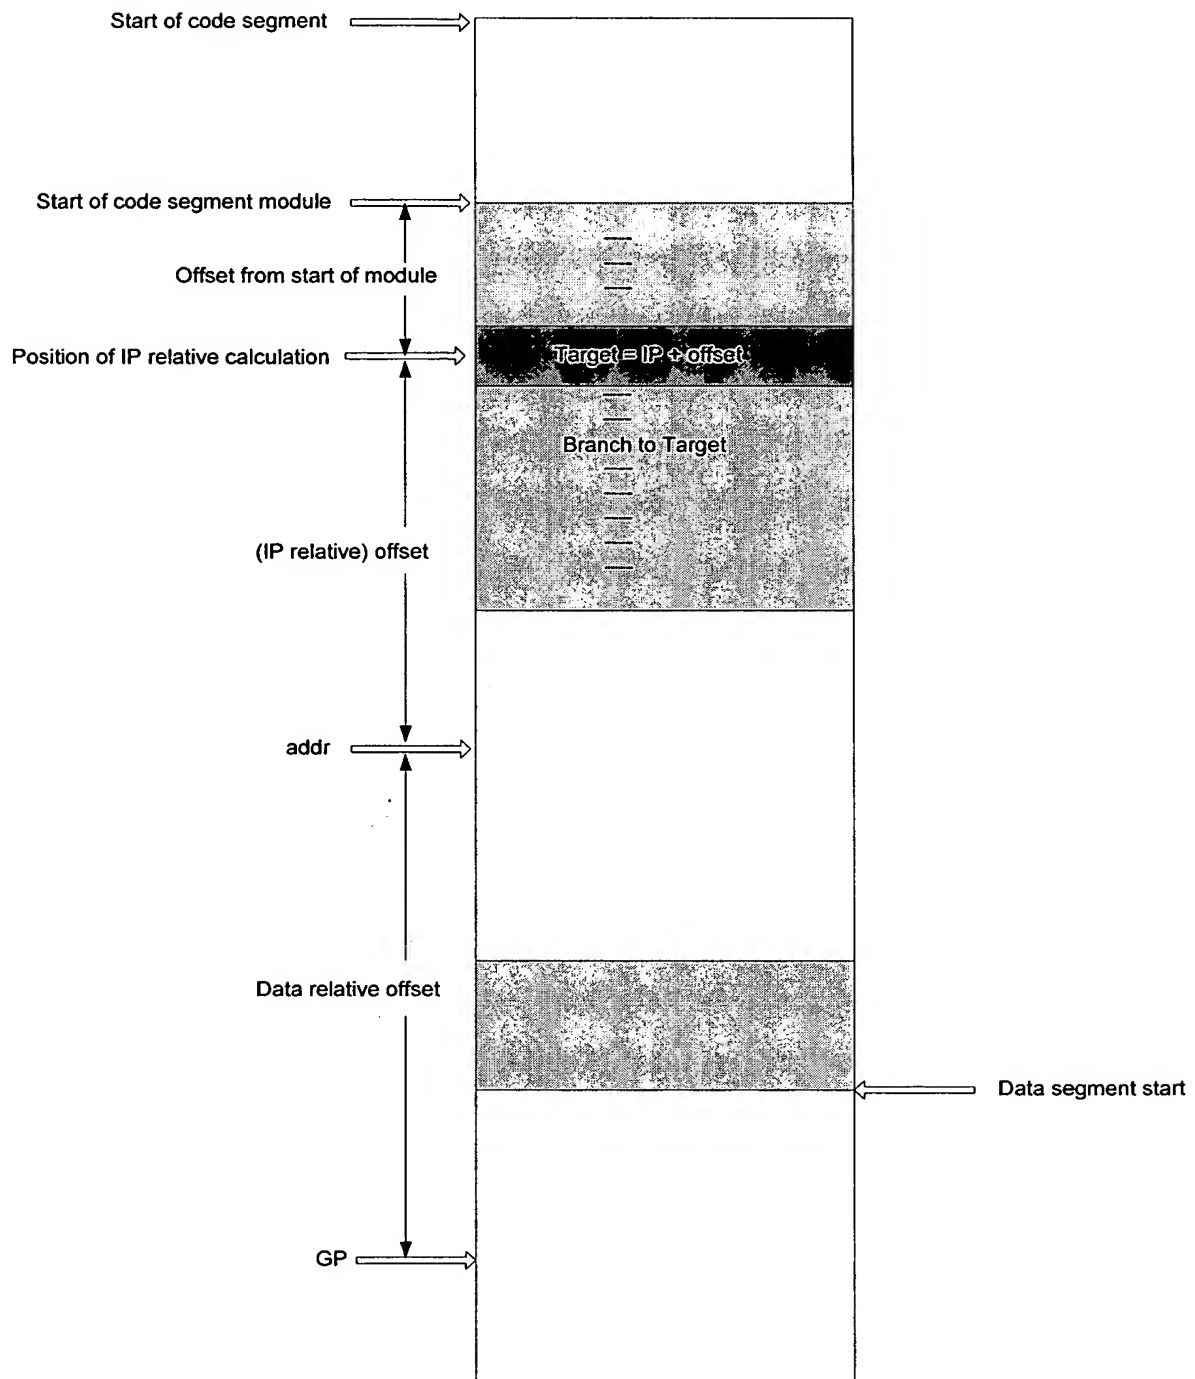 Start of code segment
Start of code segment module
Offset from start of module
Position of IP relative calculation
Target = IP + offset
Branch to Target
(IP relative) offset
addr
Data relative offset
Data segment start
GP